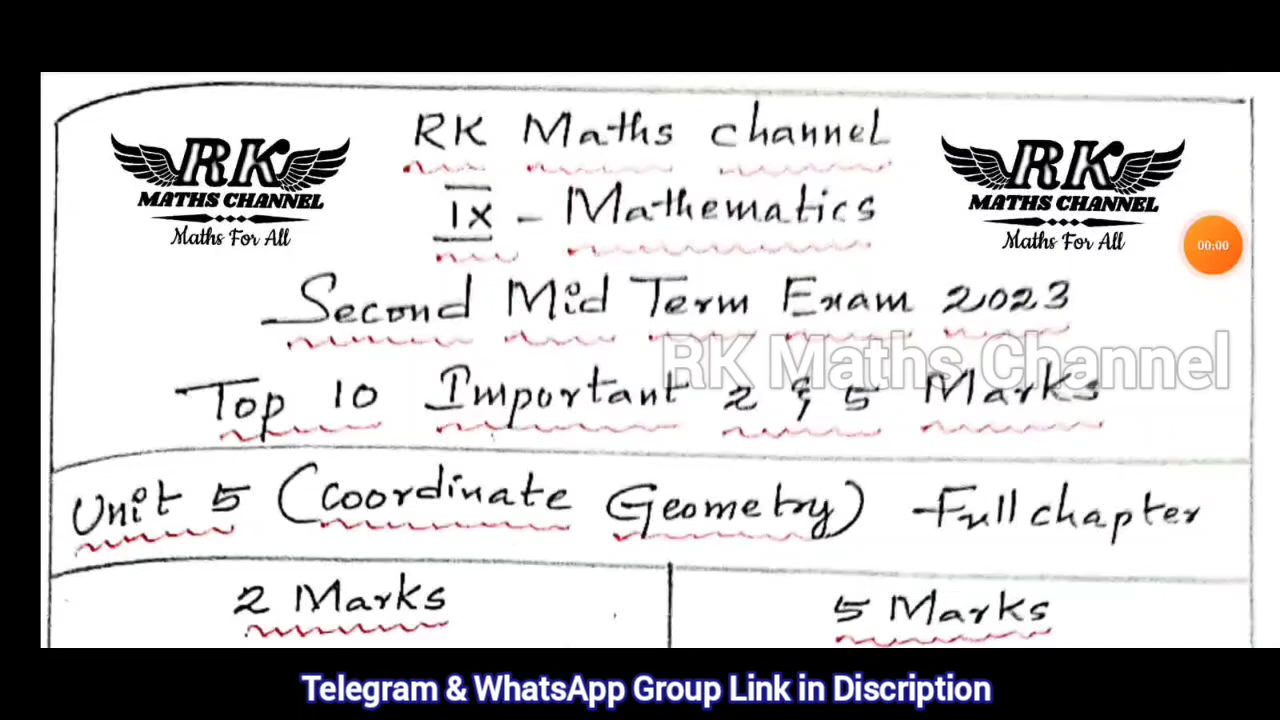 RK Maths channel
RK
MATHS CHANNEL
Maths For All
RK
MATHS CHANNEL
Maths For All
IX - Mathematics
00:00
Second Mid Term Exam 2023
RK Maths Channel
Top 10 Important 2 & 5 Marks
Unit 5 (Coordinate Geometry) - Full chapter
2 Marks
5 Marks
Telegram & WhatsApp Group Link in Discription